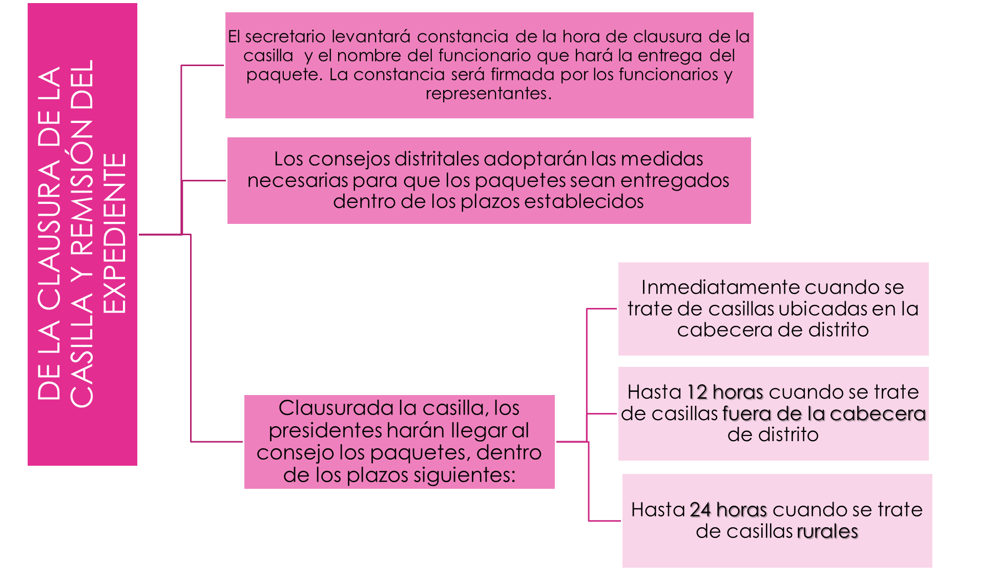 DE LA CLAUSURA DE LA
CASILLA Y REMISIÓN DEL
EXPEDIENTE
El secretario levantará constancia de la hora de clausura de la
casilla  y el nombre del funcionario que hará la entrega del
paquete. La constancia será firmada por los funcionarios y
representantes.
Los consejos distritales adoptarán las medidas
necesarias para que los paquetes sean entregados
dentro de los plazos establecidos
Clausurada la casilla, los
presidentes harán llegar al
consejo los paquetes, dentro
de los plazos siguientes:
Inmediatamente cuando se
trate de casillas ubicadas en la
cabecera de distrito
Hasta 12 horas cuando se trate
de casillas fuera de la cabecera
de distrito
Hasta 24 horas cuando se trate
de casillas rurales